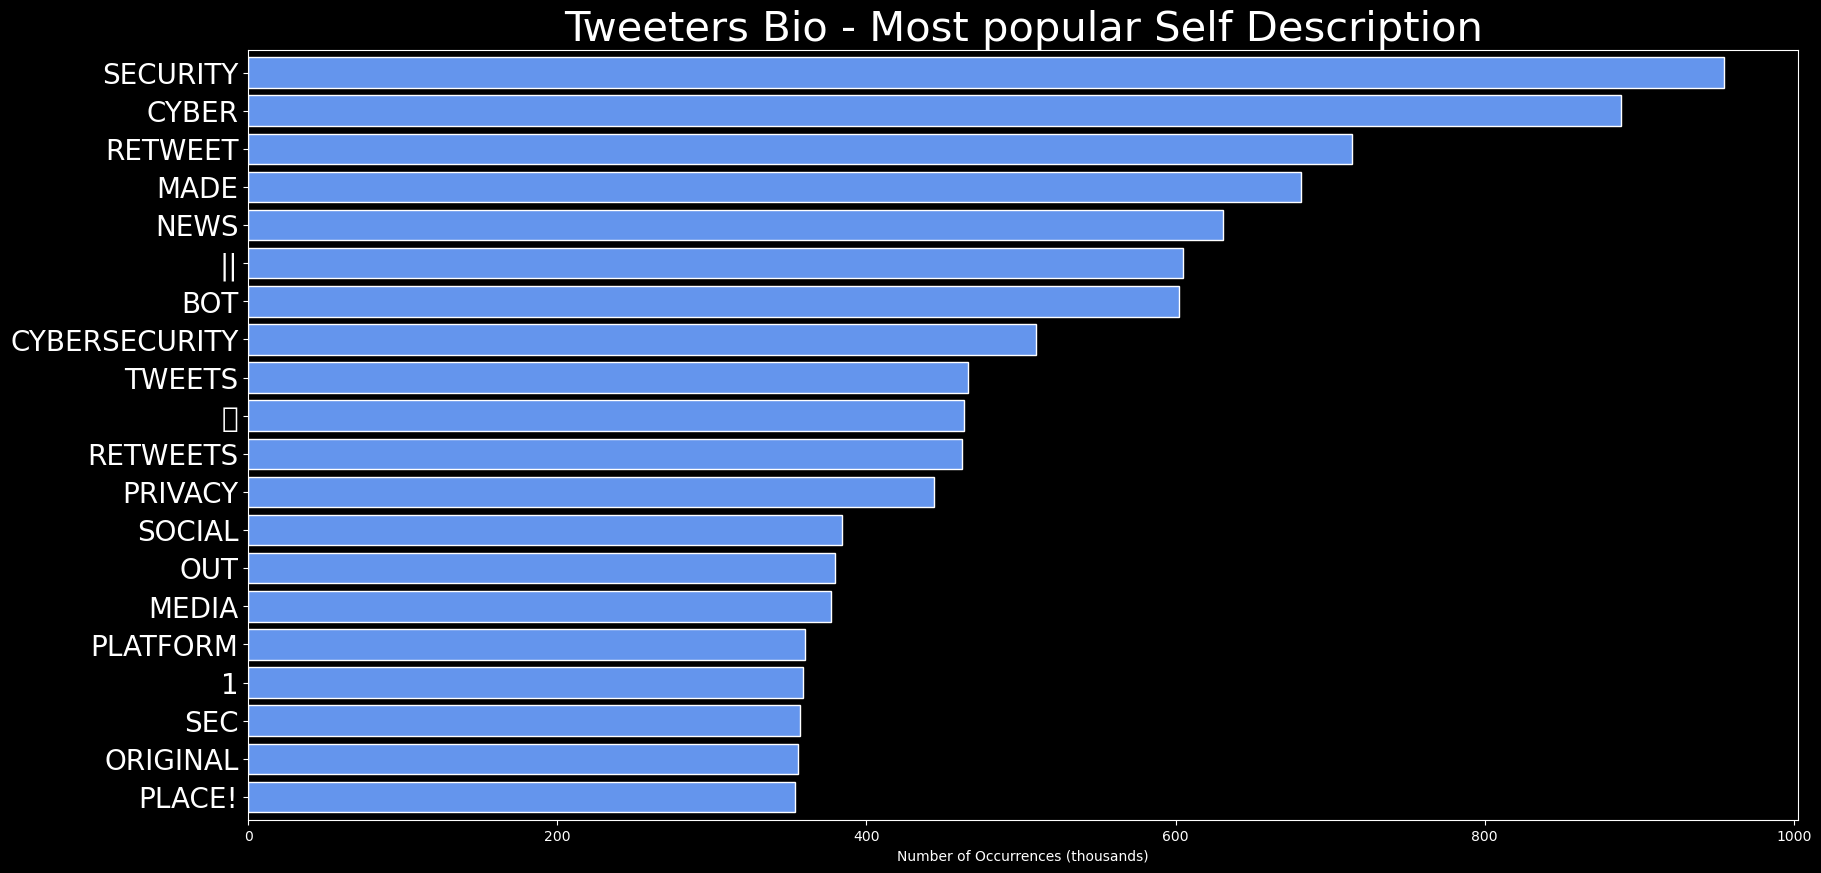 Tweeters Bio - Most popular Self Description
SECURITY
CYBER
RETWEET
MADE
NEWS
||
BOT
CYBERSECURITY
TWEETS
RETWEETS
PRIVACY
SOCIAL
OUT
MEDIA
PLATFORM
1
SEC
ORIGINAL
PLACE!
0 200 400 600 800 1000
Number of Occurrences (thousands)